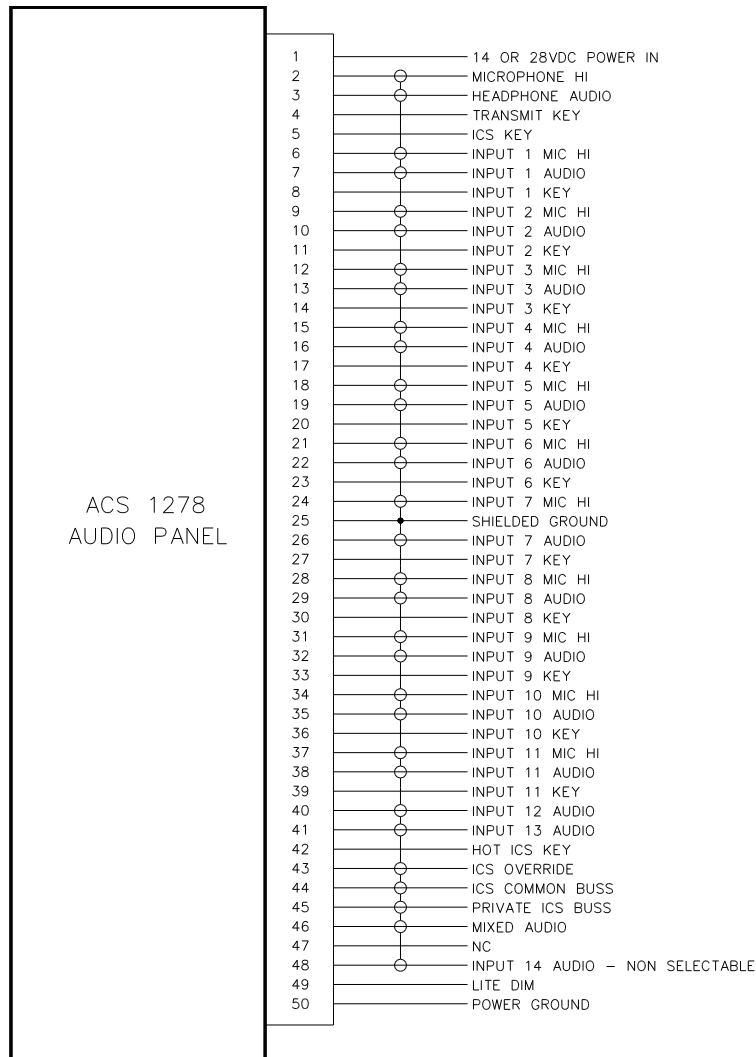 ACS 1278
AUDIO PANEL
1 14 OR 28VDC POWER IN
2 MICROPHONE HI
3 HEADPHONE AUDIO
4 TRANSMIT KEY
5 ICS KEY
6 INPUT 1 MIC HI
7 INPUT 1 AUDIO
8 INPUT 1 KEY
9 INPUT 2 MIC HI
10 INPUT 2 AUDIO
11 INPUT 2 KEY
12 INPUT 3 MIC HI
13 INPUT 3 AUDIO
14 INPUT 3 KEY
15 INPUT 4 MIC HI
16 INPUT 4 AUDIO
17 INPUT 4 KEY
18 INPUT 5 MIC HI
19 INPUT 5 AUDIO
20 INPUT 5 KEY
21 INPUT 6 MIC HI
22 INPUT 6 AUDIO
23 INPUT 6 KEY
24 INPUT 7 MIC HI
25 SHIELDED GROUND
26 INPUT 7 AUDIO
27 INPUT 7 KEY
28 INPUT 8 MIC HI
29 INPUT 8 AUDIO
30 INPUT 8 KEY
31 INPUT 9 MIC HI
32 INPUT 9 AUDIO
33 INPUT 9 KEY
34 INPUT 10 MIC HI
35 INPUT 10 AUDIO
36 INPUT 10 KEY
37 INPUT 11 MIC HI
38 INPUT 11 AUDIO
39 INPUT 11 KEY
40 INPUT 12 AUDIO
41 INPUT 13 AUDIO
42 HOT ICS KEY
43 ICS OVERRIDE
44 ICS COMMON BUSS
45 PRIVATE ICS BUSS
46 MIXED AUDIO
47 NC
48 INPUT 14 AUDIO – NON SELECTABLE
49 LITE DIM
50 POWER GROUND